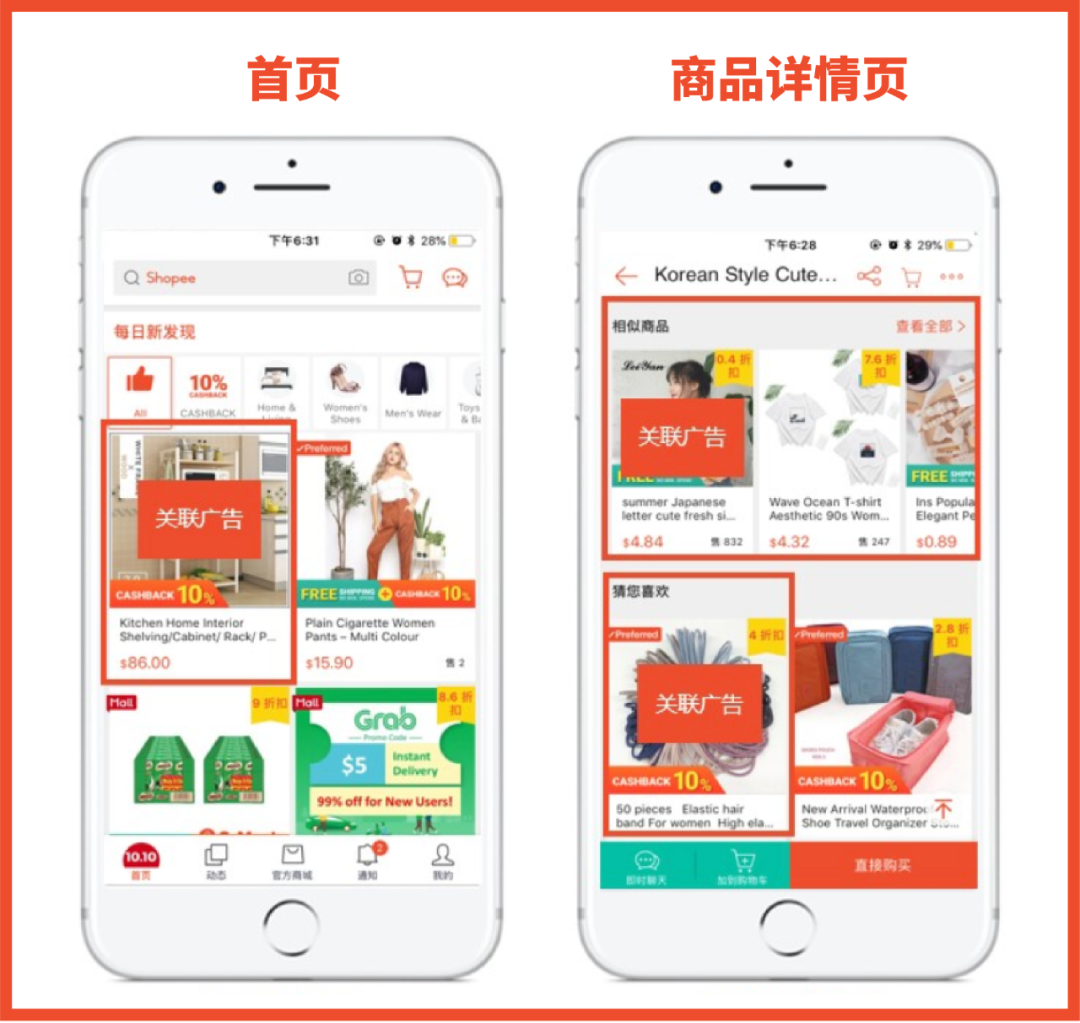 首页
商品详情页
下午6:31
28%
Shopee
每日新发现
All
10%
CASHBACK
CASHBACK
Home &
Living
Women's
Shoes
Men's Wear
Toys
& Ba
关联广告
CASHBACK 10%
Kitchen Home Interior
Shelving/Cabinet/ Rack/ P...
$86.00
Preferred
FREE SHIPPING + CASHBACK 10%
Plain Cigarette Women
Pants – Multi Colour
$15.90
售 2
Mall
9 折扣
Mall
8.6 折
扣
Grab
Promo Code
$5
Instant
Delivery
99% off for New Users!
10.10
首页
动态
官方商城
2
通知
我的
下午6:28
29%
Korean Style Cute...
相似商品
查看全部 >
LeiYan
0.4 折
扣
关联广告
summer Japanese
letter cute fresh si...
$4.84
售 832
7.6 折
扣
Wave Ocean T-shirt
Aesthetic 90s Wom...
$4.32
售 247
FREE SHIPP
Ins Popula
Elegant Pe
$0.89
猜您喜欢
Preferred
4 折扣
关联广告
CASHBACK 10%
50 pieces Elastic hair
band For women High ela...
Preferred
2.8 折
扣
CASHBACK 10%
New Arrival Waterproo
Shoe Travel Organizer
即时聊天
加到购物车
直接购买